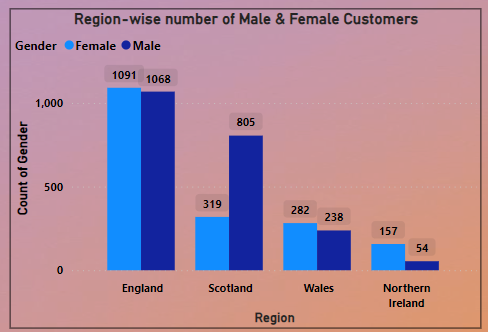 Region-wise number of Male & Female Customers
Gender Female Male
1091 1068
1,000
805
500
319
282 238
157 54
0
England Scotland Wales Northern
Ireland
Count of Gender
Region